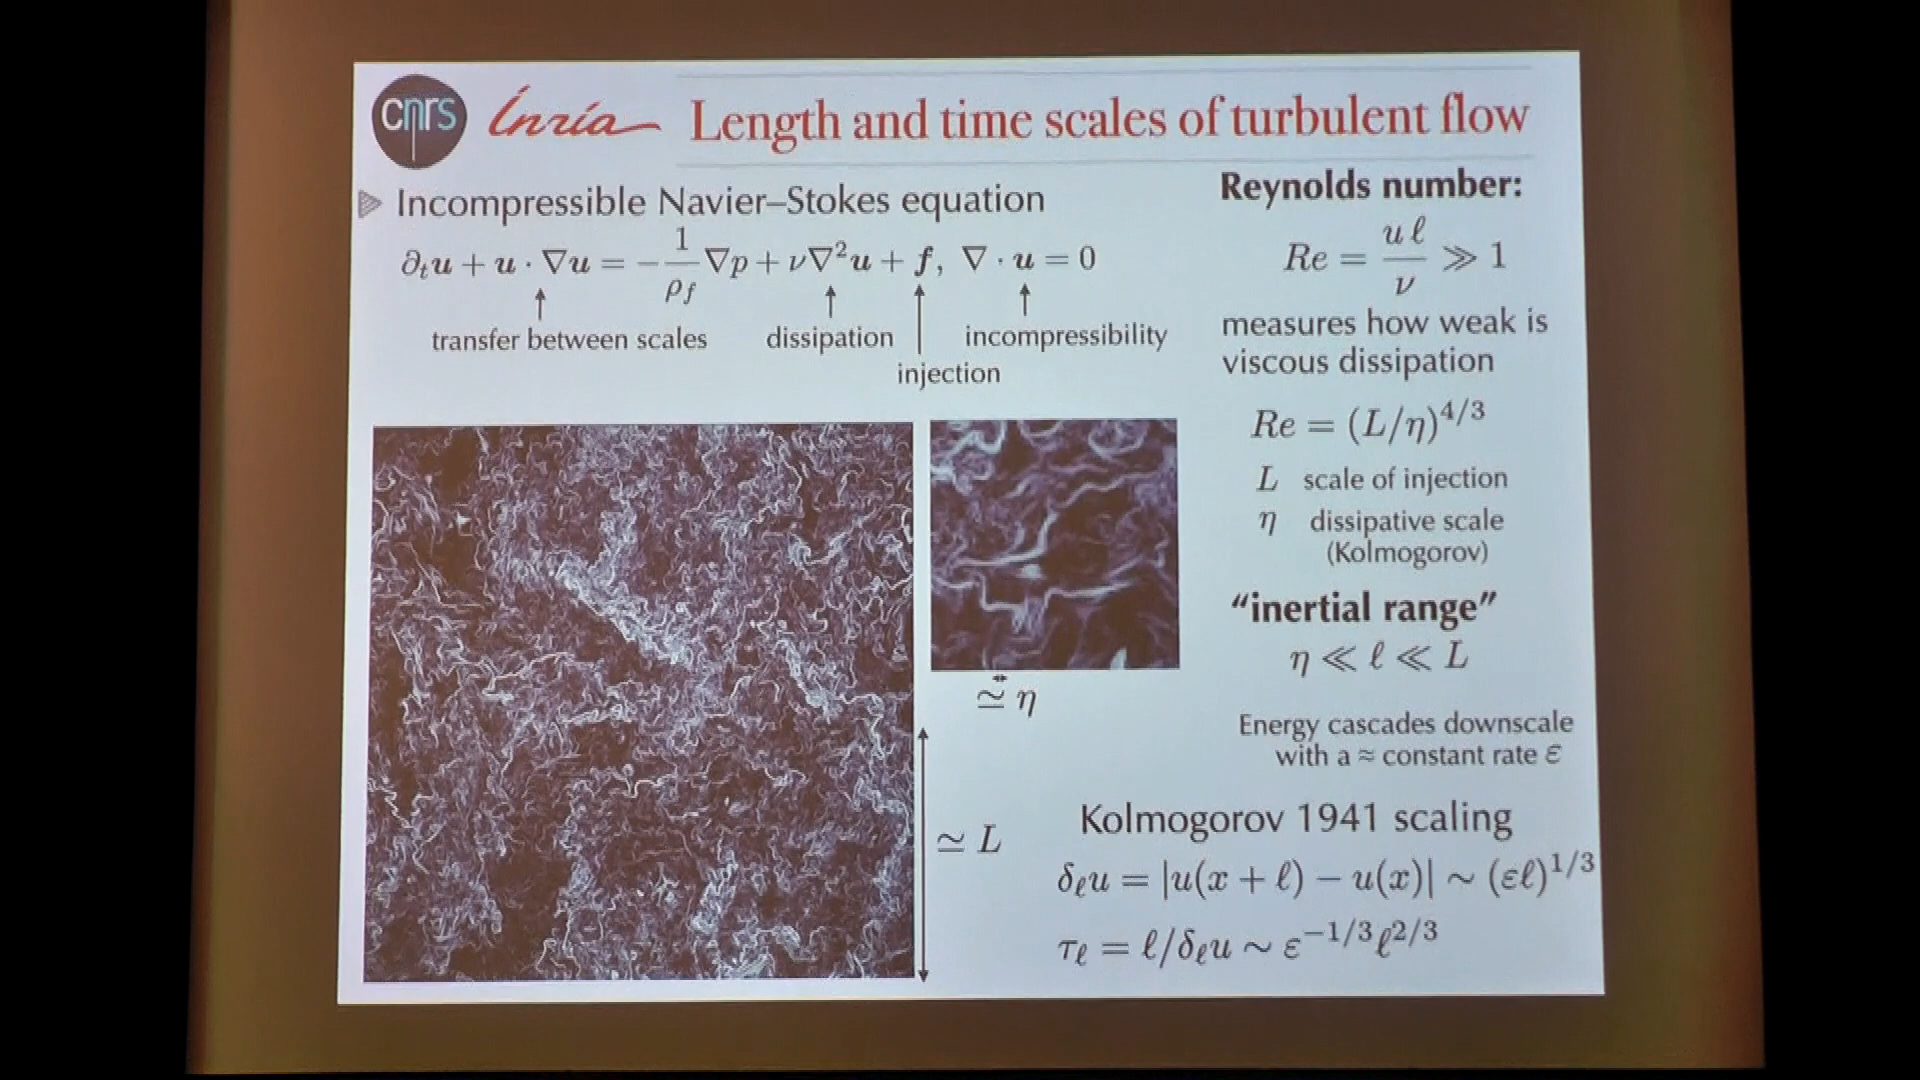 cnrs
Inria
Length and time scales of turbulent flow
Incompressible Navier–Stokes equation
∂ₜu + u · ∇u = −1/ρ_f ∇p + ν∇²u + f, ∇ · u = 0
transfer between scales
dissipation
incompressibility
injection
Reynolds number:
Re = uℓ/ν ≫ 1
measures how weak is
viscous dissipation
Re = (L/η)^{4/3}
L scale of injection
η dissipative scale
(Kolmogorov)
“inertial range”
η ≪ ℓ ≪ L
Energy cascades downscale
with a ≈ constant rate ε
≃ η
≃ L
Kolmogorov 1941 scaling
δ_ℓu = |u(x + ℓ) − u(x)| ∼ (εℓ)^{1/3}
τ_ℓ = ℓ/δ_ℓu ∼ ε^{−1/3}ℓ^{2/3}